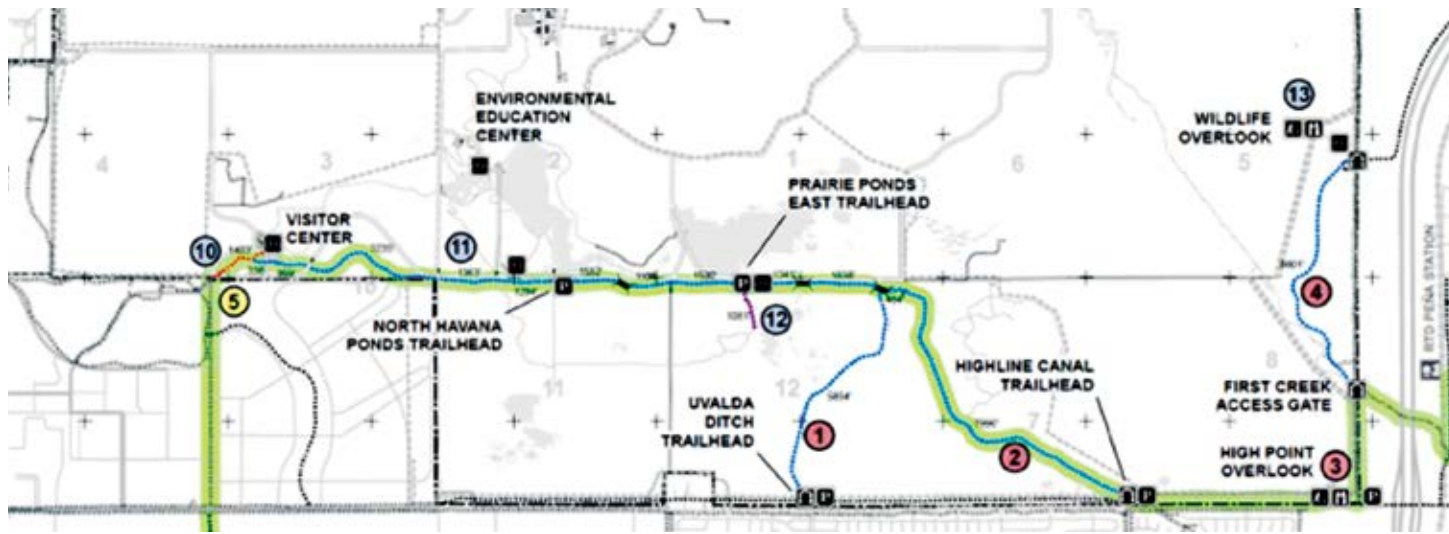 ENVIRONMENTAL
EDUCATION
CENTER
13
WILDLIFE
OVERLOOK
4
3
2
1
6
5
PRAIRIE PONDS
EAST TRAILHEAD
VISITOR
CENTER
10
11
5
P
P
12
4
NORTH HAVANA
PONDS TRAILHEAD
RTD PEÑA STATION
HIGHLINE CANAL
TRAILHEAD
11
12
7
8
FIRST CREEK
ACCESS GATE
UVALDA
DITCH
TRAILHEAD
5854'
1
2
HIGH POINT
OVERLOOK
3
P
P
P